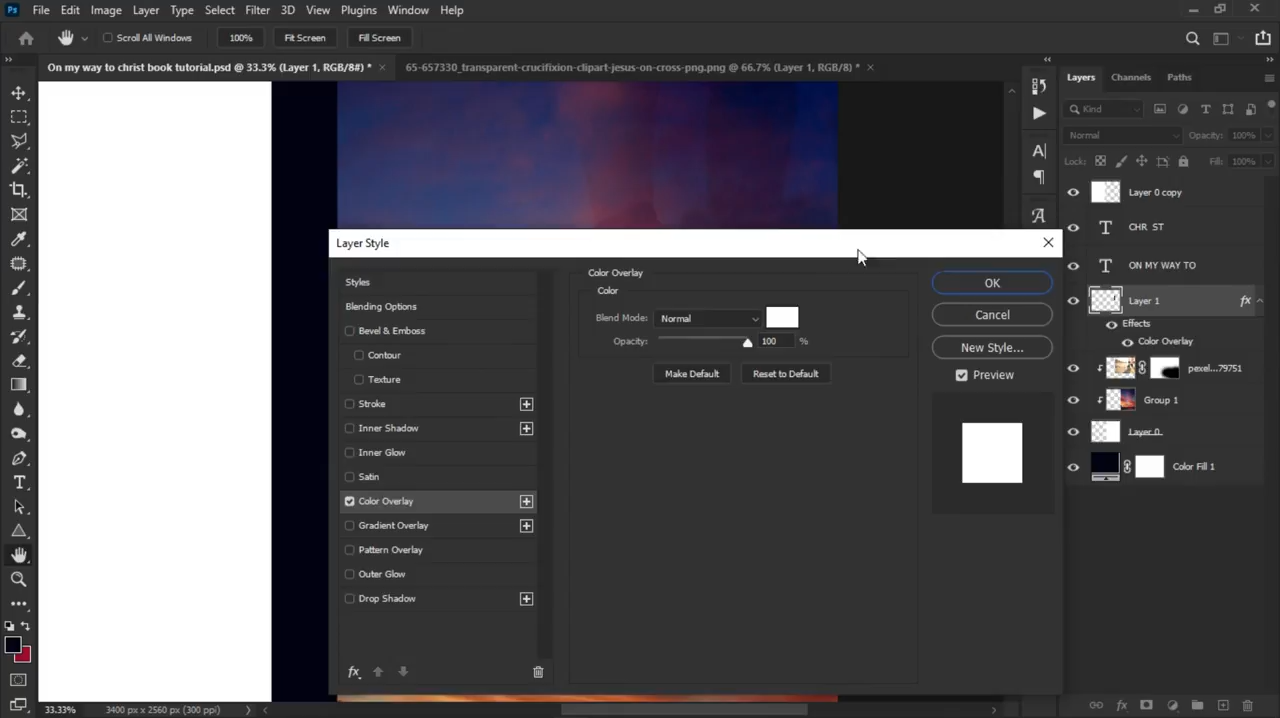 Ps File Edit Image Layer Type Select Filter 3D View Plugins Window Help
Scroll All Windows 100% Fit Screen Fill Screen
On my way to christ book tutorial.psd @ 33.3% (Layer 1, RGB/8#) * × 65-657330_transparent-crucifixion-clipart-jesus-on-cross-png.png @ 66.7% (Layer 1, RGB/8) * ×
Layers Channels Paths
Kind
Normal Opacity: 100%
Lock: Fill: 100%
Layer 0 copy
CHR ST
ON MY WAY TO
Layer 1 fx
Effects
Color Overlay
pexel...79751
Group 1
Layer 0
Color Fill 1
Layer Style
Styles
Blending Options
Bevel & Emboss
Contour
Texture
Stroke
Inner Shadow
Inner Glow
Satin
Color Overlay
Gradient Overlay
Pattern Overlay
Outer Glow
Drop Shadow
fx
Color Overlay
Color
Blend Mode: Normal
Opacity: 100 %
Make Default Reset to Default
OK
Cancel
New Style...
Preview
33.33% 3400 px x 2560 px (300 ppi)
fx